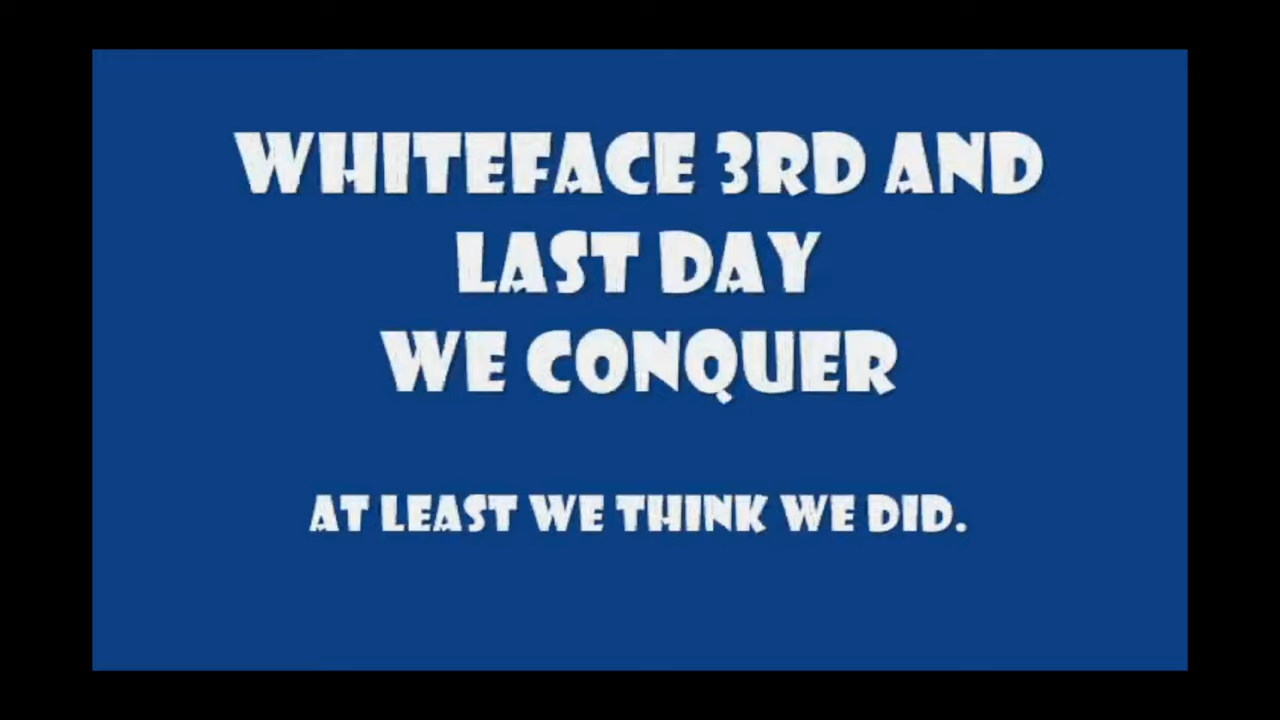 WHITEFACE 3RD AND
LAST DAY
WE CONQUER
AT LEAST WE THINK WE DID.